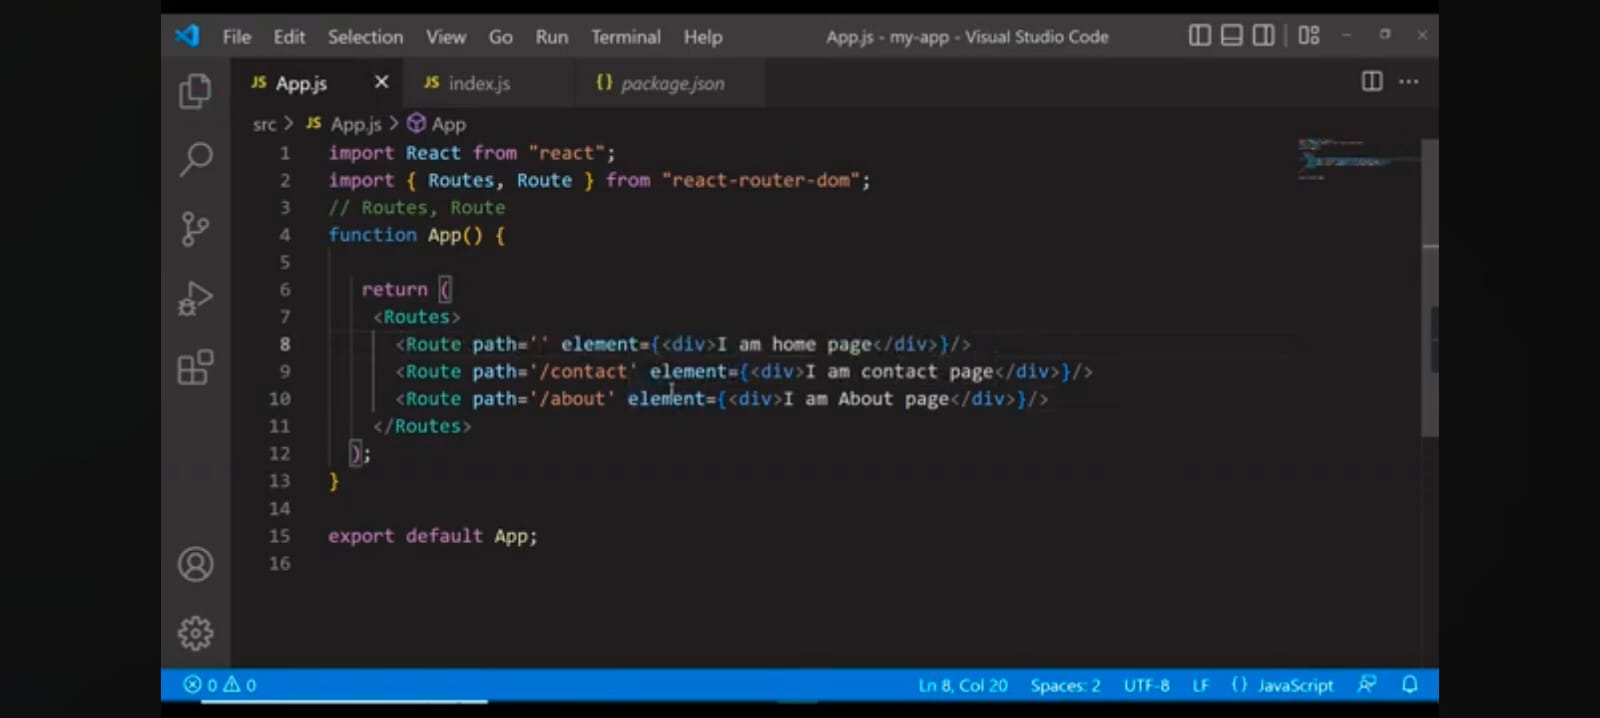 File Edit Selection View Go Run Terminal Help App.js - my-app - Visual Studio Code
JS App.js JS index.js {} package.json
src > JS App.js > App
1 import React from "react";
2 import { Routes, Route } from "react-router-dom";
3 // Routes, Route
4 function App() {
5
6 return (
7 <Routes>
8 <Route path='' element={<div>I am home page</div>}/>
9 <Route path='/contact' element={<div>I am contact page</div>}/>
10 <Route path='/about' element={<div>I am About page</div>}/>
11 </Routes>
12 );
13 }
14
15 export default App;
16
0 0 Ln 8, Col 20 Spaces: 2 UTF-8 LF {} JavaScript